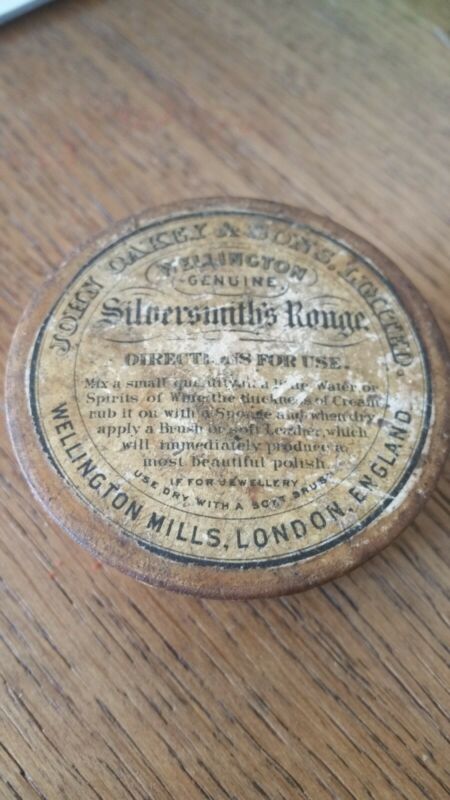 JOHN OAKEY & SONS, LIMITED.
WELLINGTON
GENUINE
Silversmith's Rouge.
DIRECTIONS FOR USE.
Mix a small quantity in a little Water or
Spirits of Wine the thickness of Cream
rub it on with a Sponge and when dry
apply a Brush or soft Leather, which
will immediately produce a
most beautiful polish.
IF FOR JEWELLERY
USE DRY WITH A SOFT BRUSH
WELLINGTON MILLS, LONDON, ENGLAND